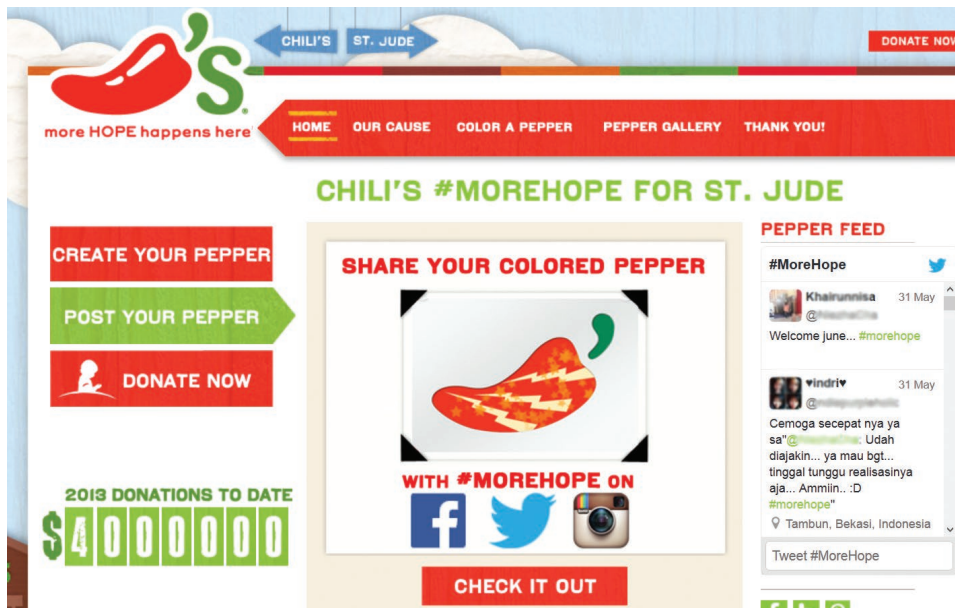 CHILI'S
ST. JUDE
DONATE NOW
'S
more HOPE happens here
HOME
OUR CAUSE
COLOR A PEPPER
PEPPER GALLERY
THANK YOU!
CHILI'S #MOREHOPE FOR ST. JUDE
CREATE YOUR PEPPER
POST YOUR PEPPER
DONATE NOW
2013 DONATIONS TO DATE
$4000000
SHARE YOUR COLORED PEPPER
WITH #MOREHOPE ON
CHECK IT OUT
PEPPER FEED
#MoreHope
Khairunnisa 31 May
@
Welcome june... #morehope
♥indri♥ 31 May
@
Cemoga secepat nya ya
sa"@ : Udah
diajakin... ya mau bgt...
tinggal tunggu realisasinya
aja... Ammiin.. :D
#morehope"
Tambun, Bekasi, Indonesia
Tweet #MoreHope